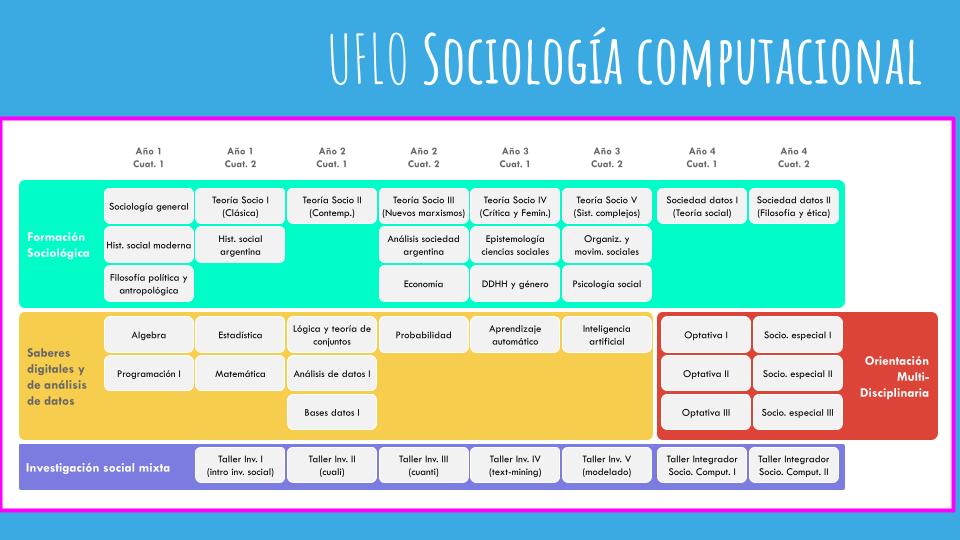 UFLO Sociología computacional
Año 1
Cuat. 1
Año 1
Cuat. 2
Año 2
Cuat. 1
Año 2
Cuat. 2
Año 3
Cuat. 1
Año 3
Cuat. 2
Año 4
Cuat. 1
Año 4
Cuat. 2
Formación
Sociológica
Sociología general
Teoría Socio I
(Clásica)
Teoría Socio II
(Contemp.)
Teoría Socio III
(Nuevos marxismos)
Teoría Socio IV
(Crítica y Femin.)
Teoría Socio V
(Sist. complejos)
Sociedad datos I
(Teoría social)
Sociedad datos II
(Filosofía y ética)
Hist. social moderna
Hist. social
argentina
Análisis sociedad
argentina
Epistemología
ciencias sociales
Organiz. y
movim. sociales
Filosofía política y
antropológica
Economía
DDHH y género
Psicología social
Saberes
digitales y
de análisis
de datos
Algebra
Estadística
Lógica y teoría de
conjuntos
Probabilidad
Aprendizaje
automático
Inteligencia
artificial
Optativa I
Socio. especial I
Programación I
Matemática
Análisis de datos I
Optativa II
Socio. especial II
Bases datos I
Optativa III
Socio. especial III
Orientación
Multi-
Disciplinaria
Investigación social mixta
Taller Inv. I
(intro inv. social)
Taller Inv. II
(cuali)
Taller Inv. III
(cuanti)
Taller Inv. IV
(text-mining)
Taller Inv. V
(modelado)
Taller Integrador
Socio. Comput. I
Taller Integrador
Socio. Comput. II